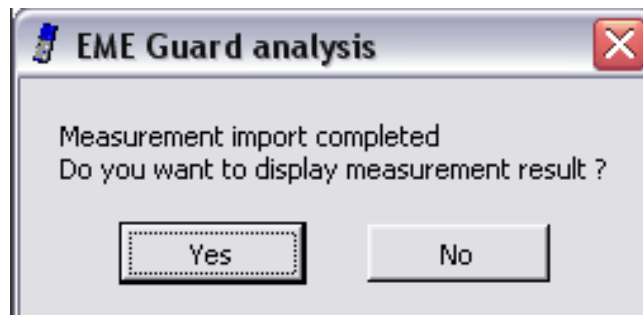 EME Guard analysis
Measurement import completed
Do you want to display measurement result ?
Yes
No